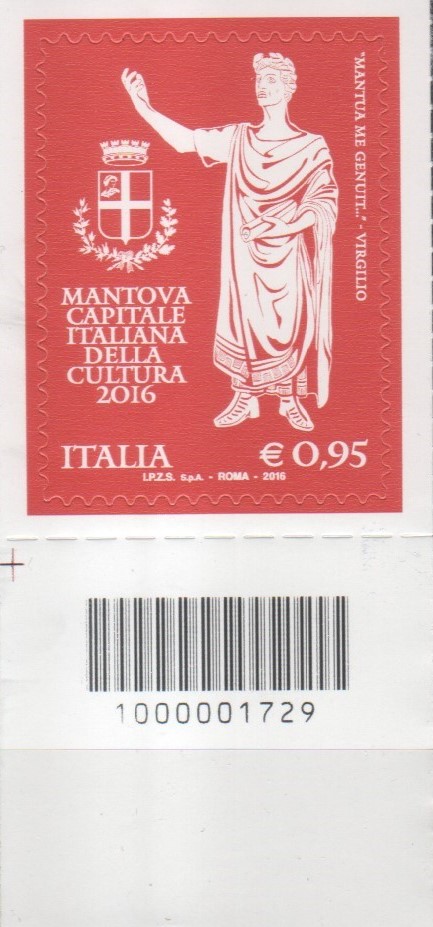 "MANTUA ME GENUIT..." - VIRGILIO
MANTOVA
CAPITALE
ITALIANA
DELLA
CULTURA
2016
ITALIA € 0,95
I.P.Z.S. S.p.A. - ROMA - 2016
1000001729